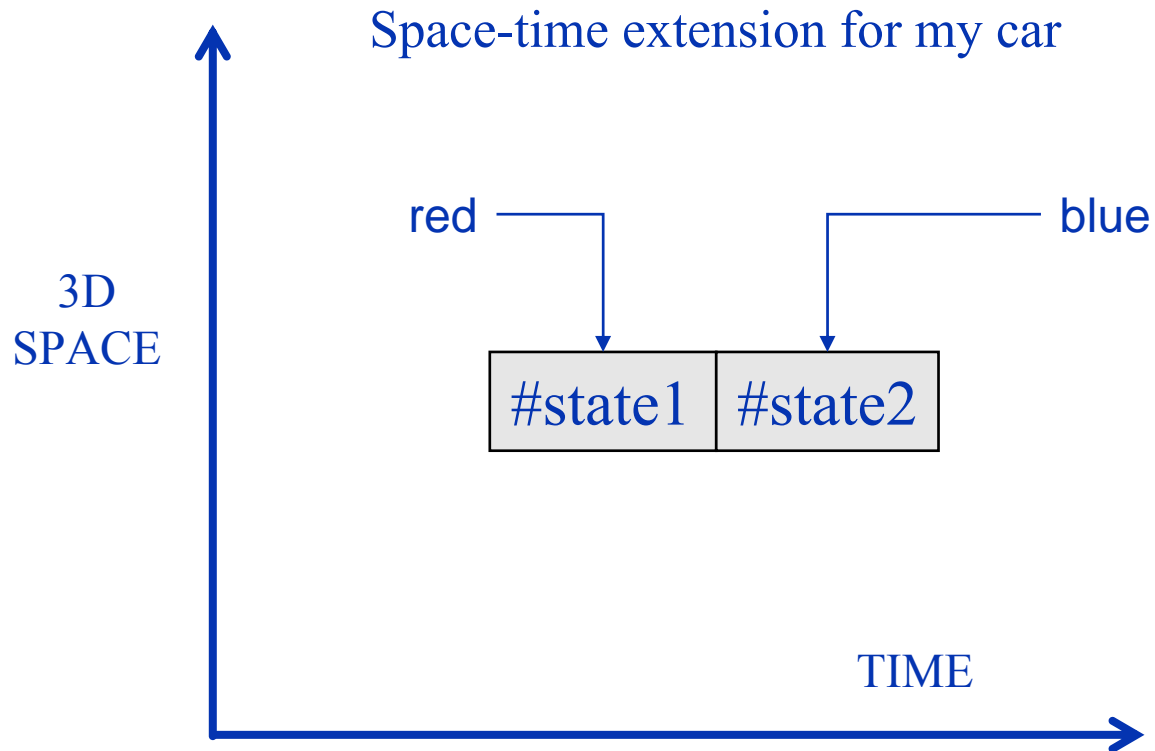 Space-time extension for my car
red
blue
3D
SPACE
#state1
#state2
TIME